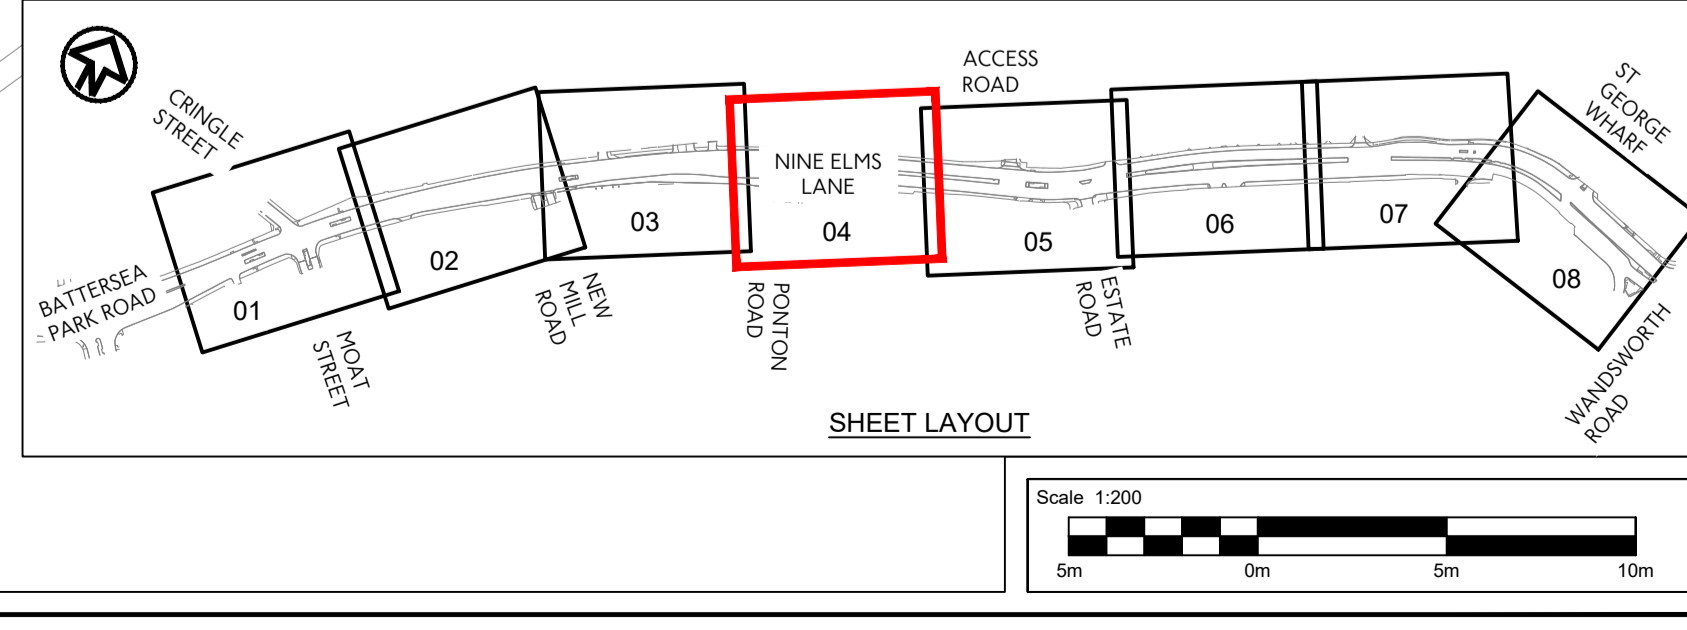 N
CRINGLE
STREET
ACCESS
ROAD
ST
GEORGE
WHARF
NINE ELMS
LANE
BATTERSEA
PARK ROAD
01
02
03
04
05
06
07
08
MOAT
STREET
NEW
MILL
ROAD
PONTON
ROAD
ESTATE
ROAD
WANDSWORTH
ROAD
SHEET LAYOUT
Scale 1:200
5m 0m 5m 10m